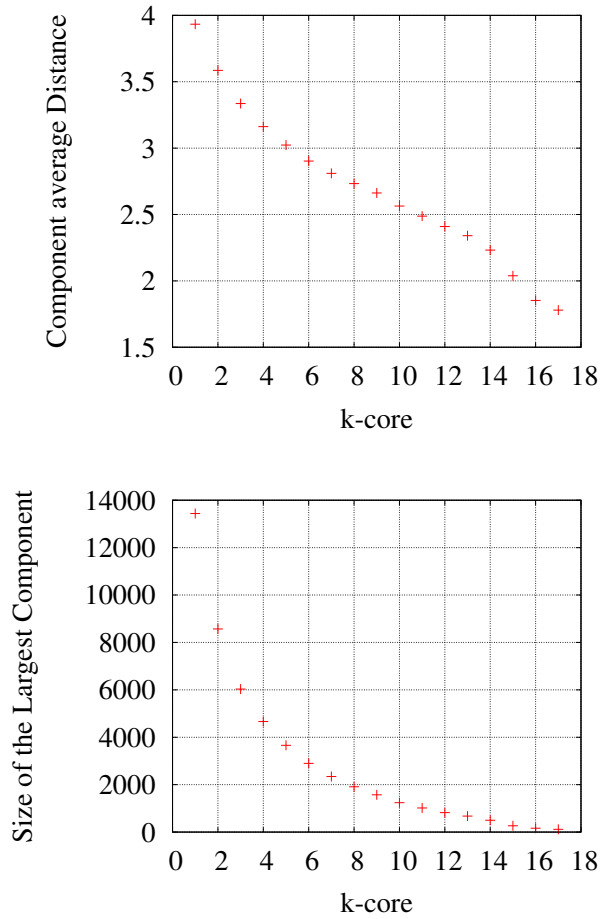 4
3.5
3
2.5
2
1.5
Component average Distance
0 2 4 6 8 10 12 14 16 18
k-core
14000
12000
10000
8000
6000
4000
2000
0
Size of the Largest Component
0 2 4 6 8 10 12 14 16 18
k-core